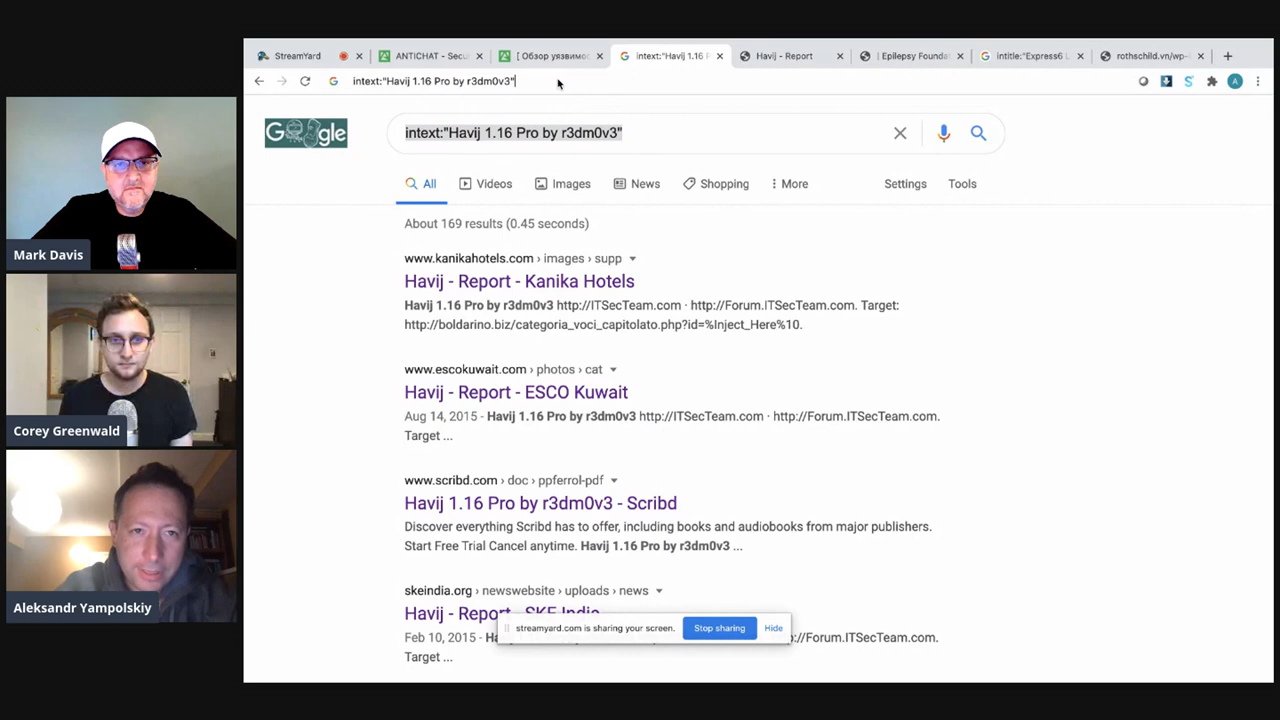 StreamYard
ANTICHAT - Secu
[ Обзор уязвимос
intext:"Havij 1.16 P
Havij - Report
| Epilepsy Founda
intitle:"Express6 L
rothschild.vn/wp-
intext:"Havij 1.16 Pro by r3dm0v3"
A
Google
intext:"Havij 1.16 Pro by r3dm0v3"
All
Videos
Images
News
Shopping
More
Settings
Tools
About 169 results (0.45 seconds)
www.kanikahotels.com › images › supp
Havij - Report - Kanika Hotels
Havij 1.16 Pro by r3dm0v3 http://ITSecTeam.com · http://Forum.ITSecTeam.com. Target:
http://boldarino.biz/categoria_voci_capitolato.php?id=%Inject_Here%10.
www.escokuwait.com › photos › cat
Havij - Report - ESCO Kuwait
Aug 14, 2015 - Havij 1.16 Pro by r3dm0v3 http://ITSecTeam.com · http://Forum.ITSecTeam.com.
Target ...
www.scribd.com › doc › ppferrol-pdf
Havij 1.16 Pro by r3dm0v3 - Scribd
Discover everything Scribd has to offer, including books and audiobooks from major publishers.
Start Free Trial Cancel anytime. Havij 1.16 Pro by r3dm0v3 ...
skeindia.org › newswebsite › uploads › news
Havij - Report - SKE India
streamyard.com is sharing your screen.
Stop sharing
Hide
Feb 10, 2015 - Ha
://Forum.ITSecTeam.com.
Target ...
Mark Davis
Corey Greenwald
Aleksandr Yampolskiy